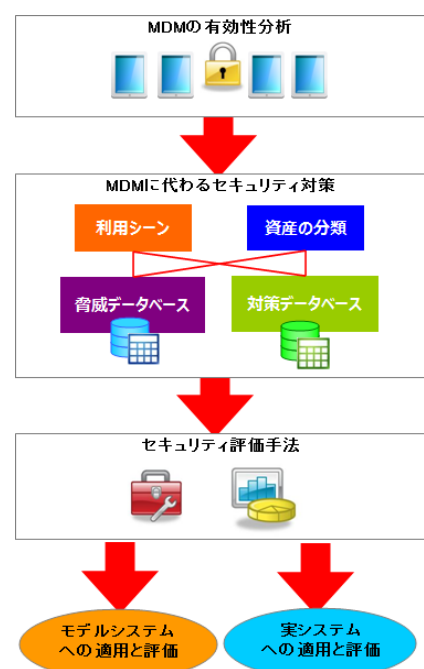 MDMの有効性分析
MDMに代わるセキュリティ対策
利用シーン
資産の分類
脅威データベース
対策データベース
セキュリティ評価手法
モデルシステム
への適用と評価
実システム
への適用と評価